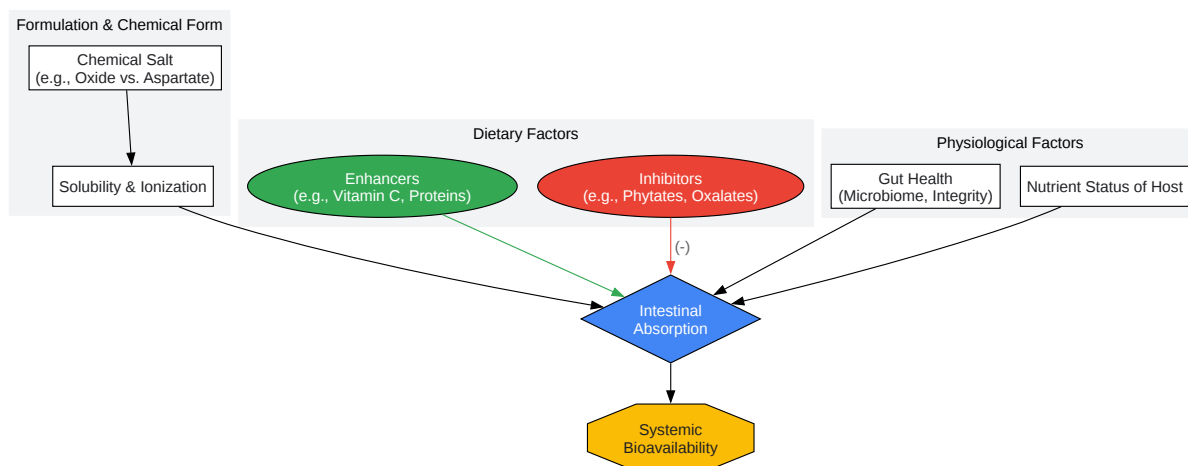 Formulation & Chemical Form
Chemical Salt
(e.g., Oxide vs. Aspartate)
Solubility & Ionization
Dietary Factors
Enhancers
(e.g., Vitamin C, Proteins)
Inhibitors
(e.g., Phytates, Oxalates)
Physiological Factors
Gut Health
(Microbiome, Integrity)
Nutrient Status of Host
(-)
Intestinal
Absorption
Systemic
Bioavailability